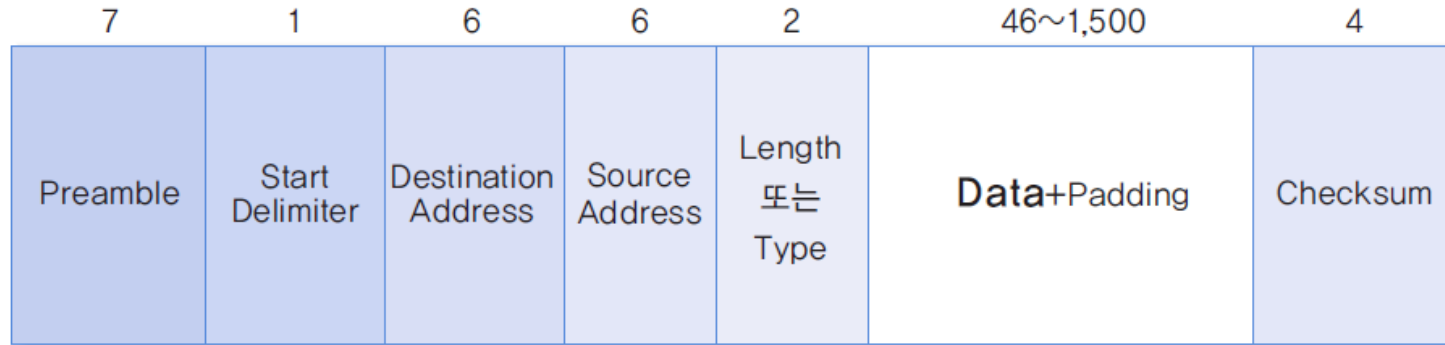 7 1 6 6 2 46~1,500 4
Preamble
Start
Delimiter
Destination
Address
Source
Address
Length
또는
Type
Data+Padding
Checksum